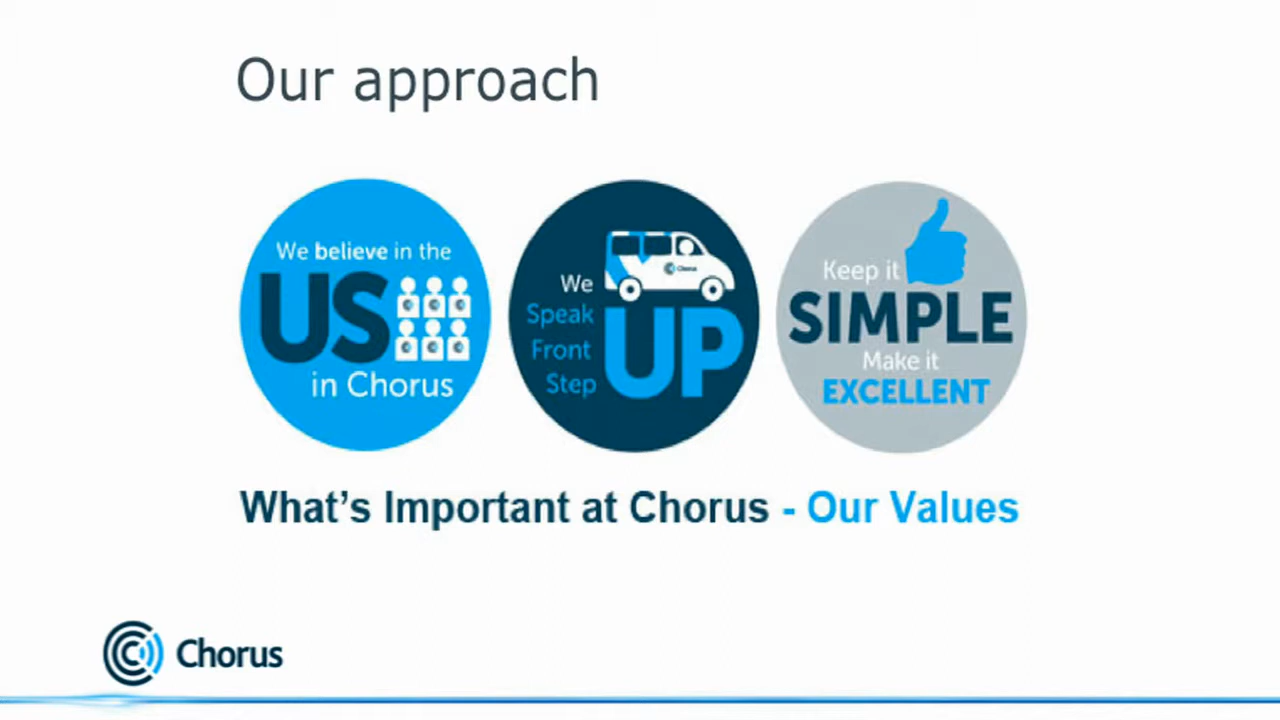 Our approach
We believe in the
US
in Chorus
We
Speak
Front
Step
UP
Chorus
Keep it
SIMPLE
Make it
EXCELLENT
What's Important at Chorus - Our Values
Chorus